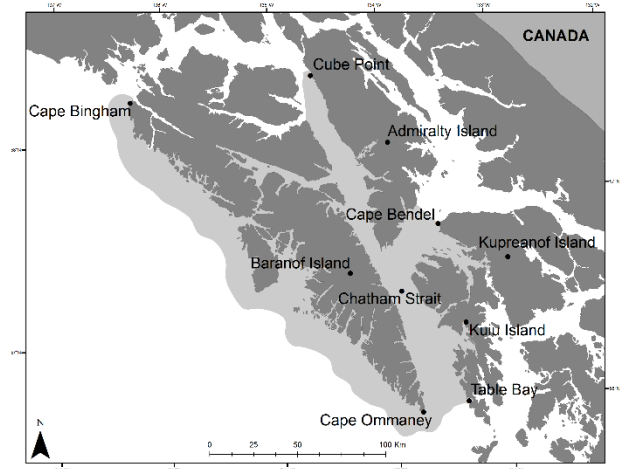 CANADA
Cube Point
Cape Bingham
Admiralty Island
Cape Bendel
Kupreanof Island
Baranof Island
Chatham Strait
Kuiu Island
Table Bay
Cape Ommaney
N
0 25 50 100 Km